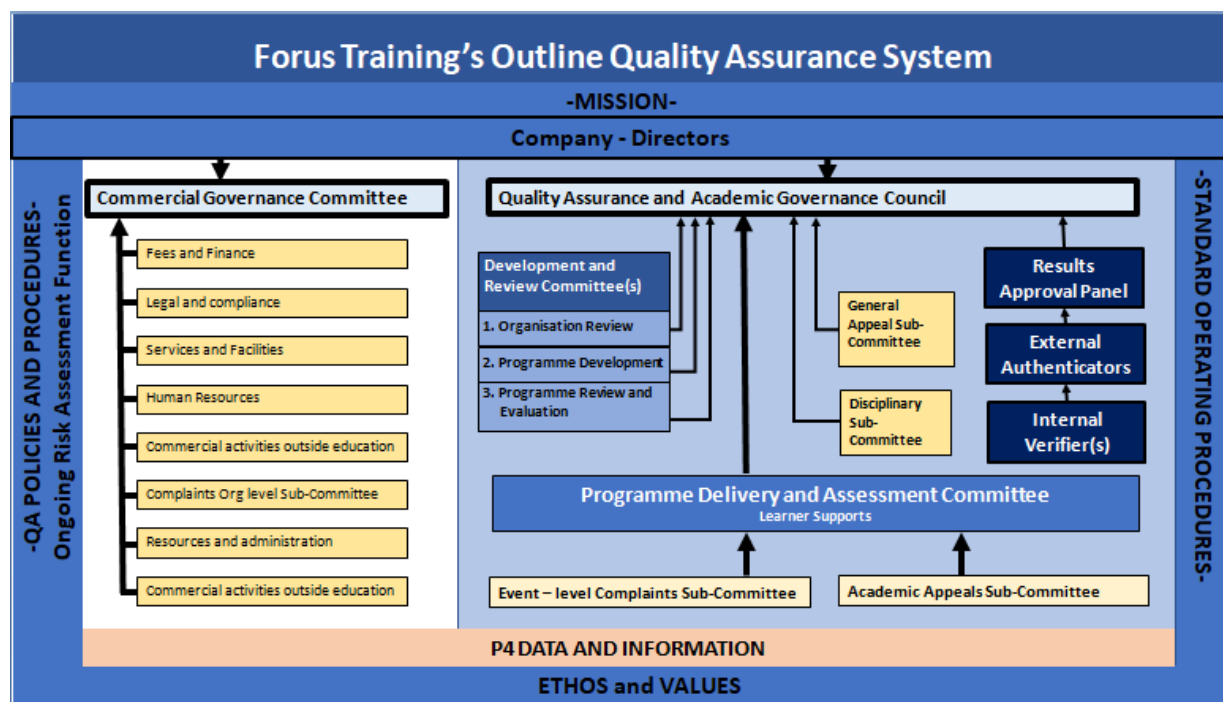 Forus Training's Outline Quality Assurance System
-MISSION-
Company - Directors
-QA POLICIES AND PROCEDURES-
Ongoing Risk Assessment Function
Commercial Governance Committee
Fees and Finance
Legal and compliance
Services and Facilities
Human Resources
Commercial activities outside education
Complaints Org level Sub-Committee
Resources and administration
Commercial activities outside education
Quality Assurance and Academic Governance Council
Development and
Review Committee(s)
1. Organisation Review
2. Programme Development
3. Programme Review and
Evaluation
General
Appeal Sub-
Committee
Disciplinary
Sub-
Committee
Results
Approval Panel
External
Authenticators
Internal
Verifier(s)
Programme Delivery and Assessment Committee
Learner Supports
Event – level Complaints Sub-Committee
Academic Appeals Sub-Committee
-STANDARD OPERATING PROCEDURES-
P4 DATA AND INFORMATION
ETHOS and VALUES